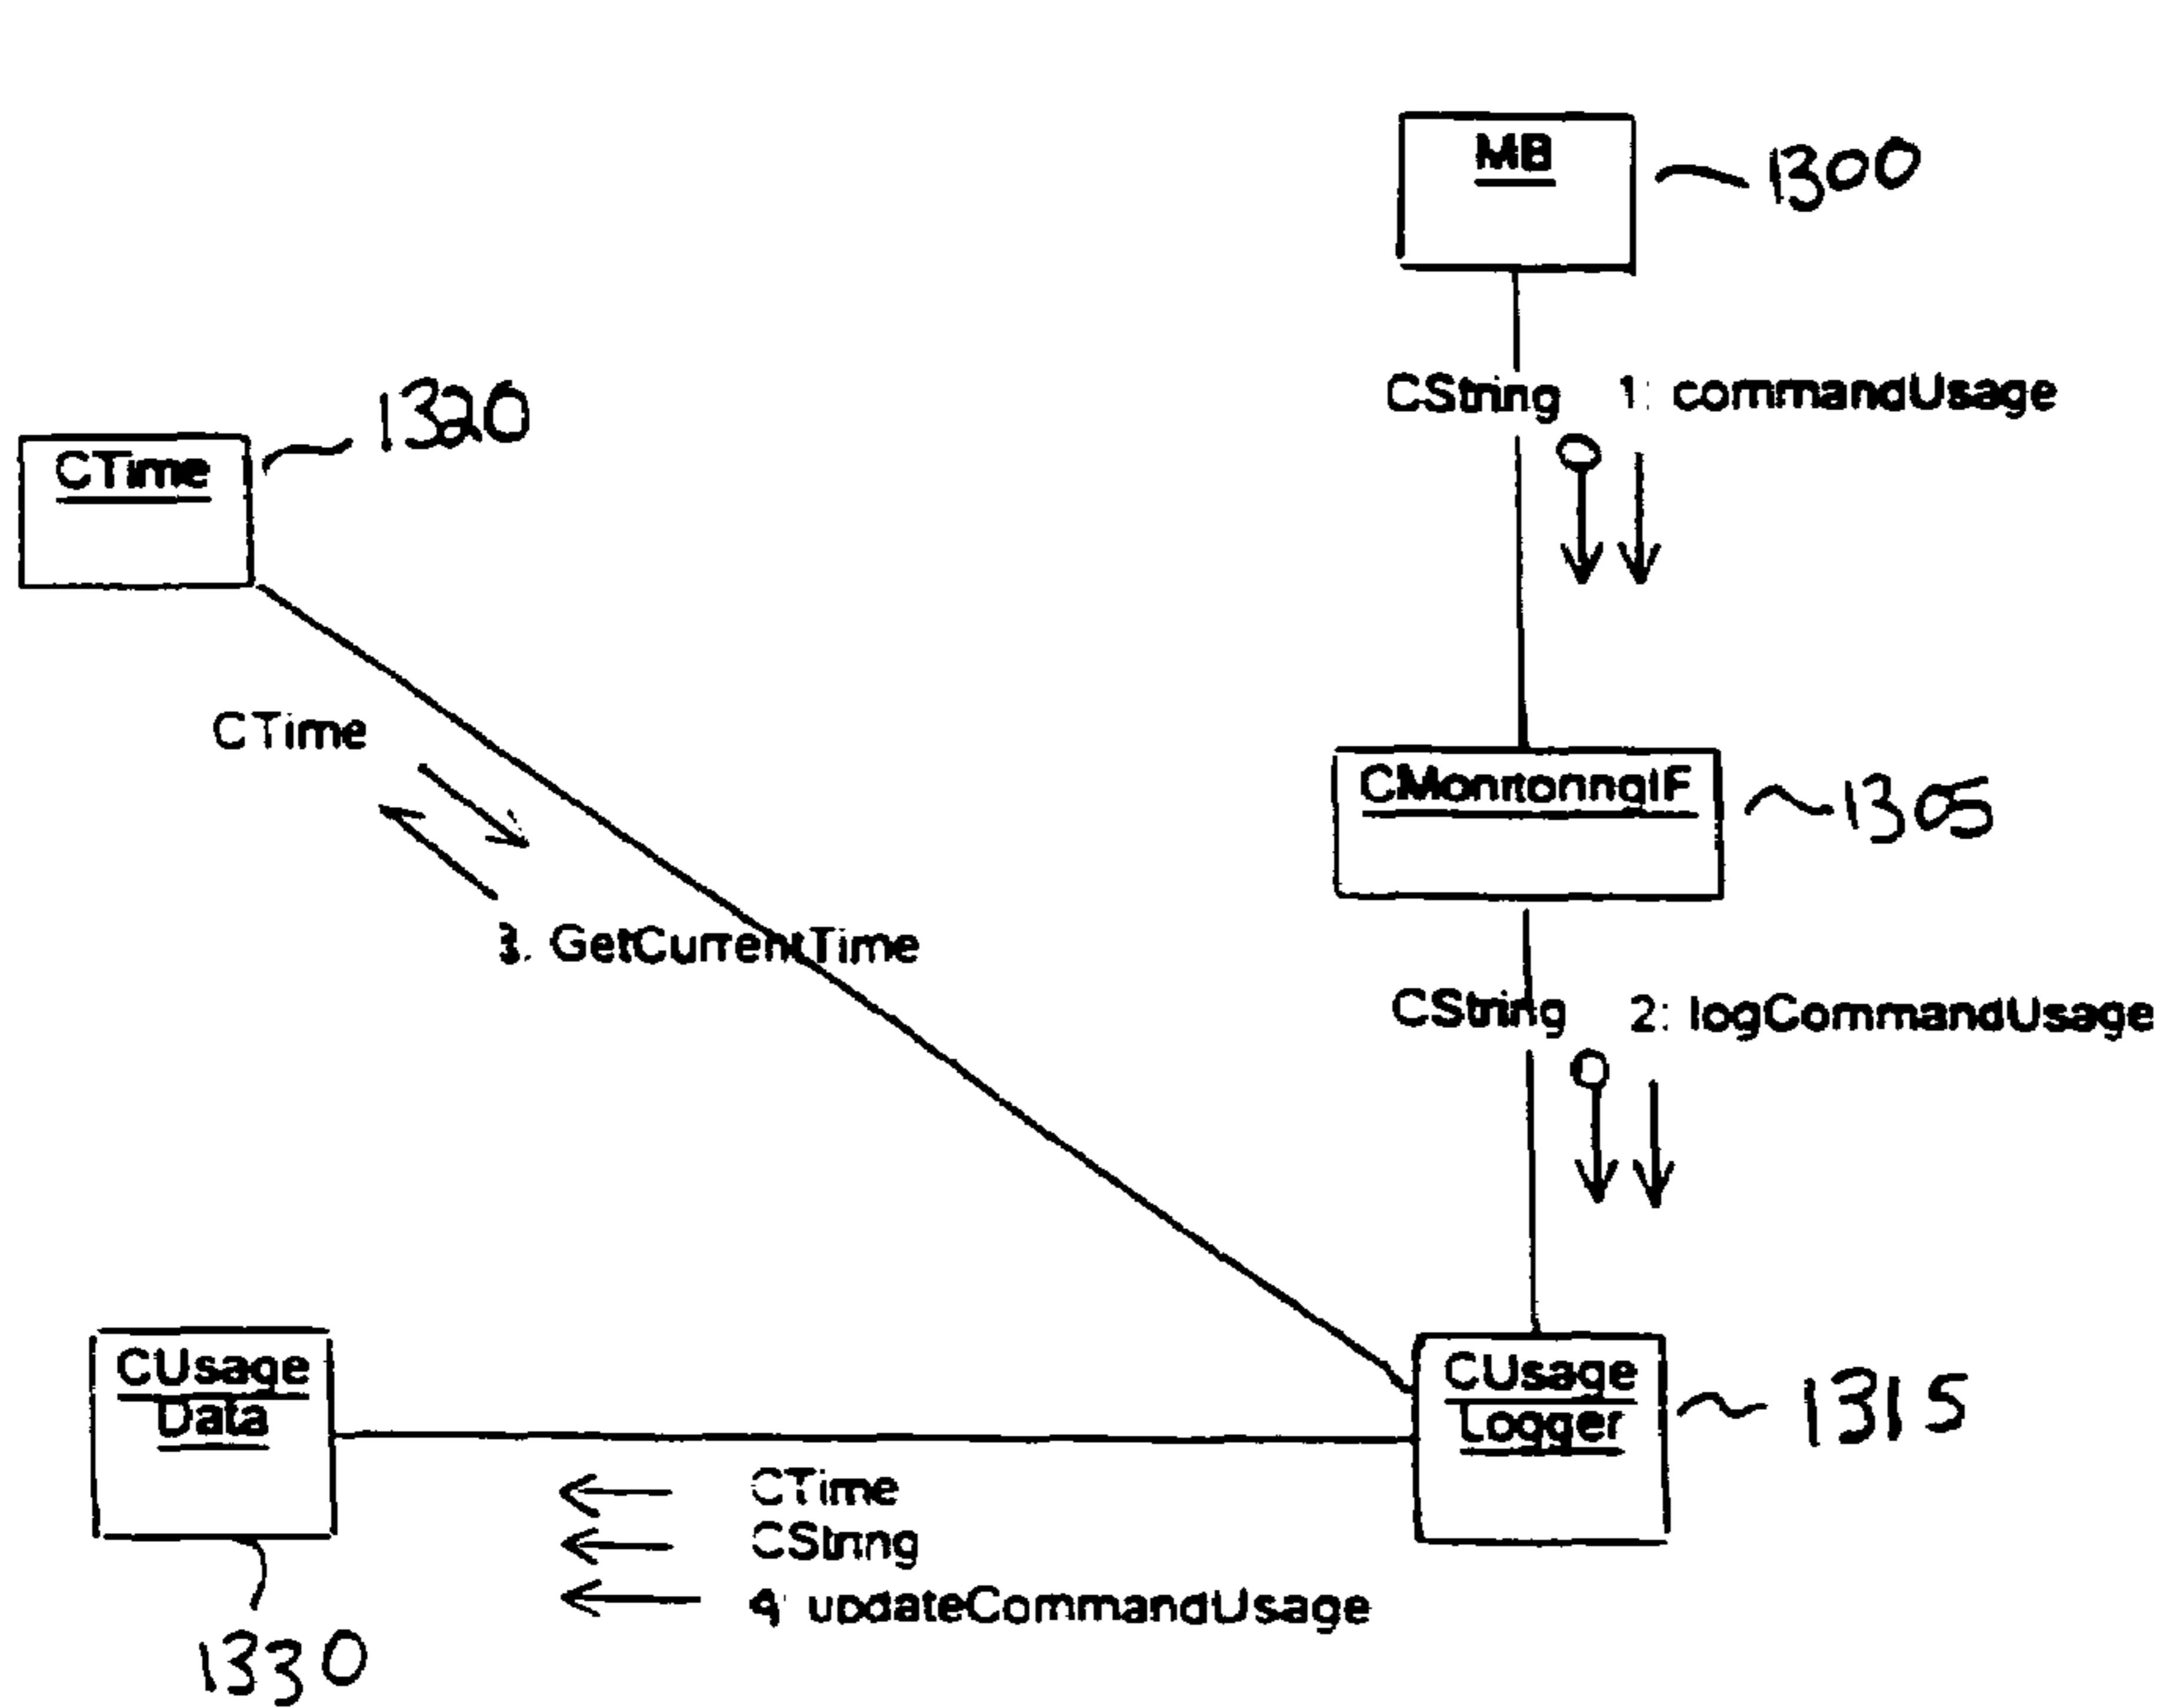 MB
1300
CString 1: commandUsage
1320
CTime
CTime
CMonitoringIF
1305
3. GetCurrentTime
CString 2: logCommandUsage
CUsage
Data
CUsage
Logger
1315
CTime
CString
4: updateCommandUsage
1330